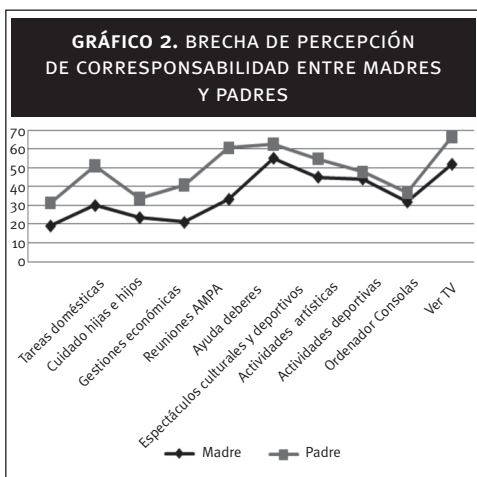 GRÁFICO 2. BRECHA DE PERCEPCIÓN
DE CORRESPONSABILIDAD ENTRE MADRES
Y PADRES
70
60
50
40
30
20
10
0
Tareas domésticas
Cuidado hijas e hijos
Gestiones económicas
Reuniones AMPA
Ayuda deberes
Espectáculos culturales y deportivos
Actividades artísticas
Actividades deportivas
Ordenador Consolas
Ver TV
Madre
Padre